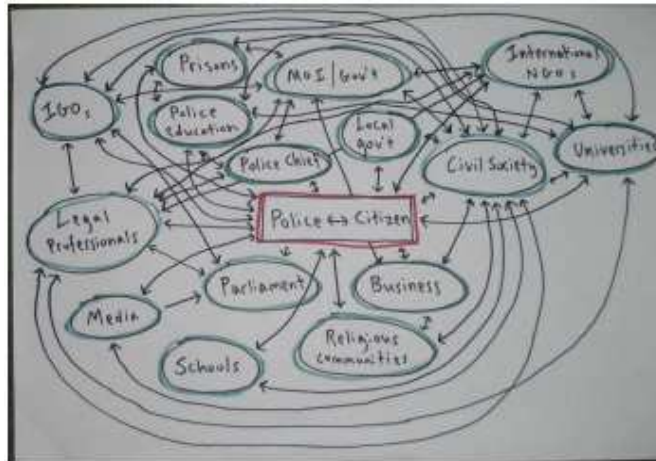 Prisons
MOI/Gov't
International
NGOs
IGOs
Police
education
Local
gov't
Universities
Police Chief
Civil Society
Legal
Professionals
Police ↔ Citizen
Parliament
Business
Media
Religious
communities
Schools